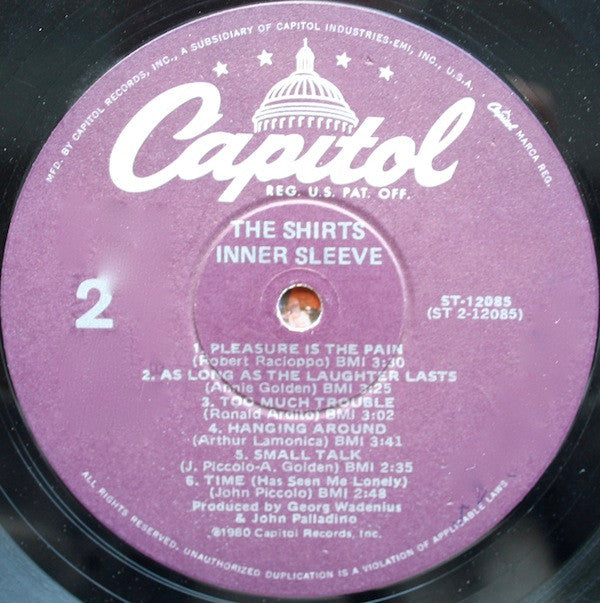 MFD. BY CAPITOL RECORDS, INC., A SUBSIDIARY OF CAPITOL INDUSTRIES-EMI, INC., U.S.A.
Capitol MARCA REG.
Capitol
REG. U.S. PAT. OFF.
THE SHIRTS
INNER SLEEVE
2
ST-12085
(ST 2-12085)
1. PLEASURE IS THE PAIN
(Robert Racioppo) BMI 3:30
2. AS LONG AS THE LAUGHTER LASTS
(Annie Golden) BMI 3:25
3. TOO MUCH TROUBLE
(Ronald Ardito) BMI 3:02
4. HANGING AROUND
(Arthur Lamonica) BMI 3:41
5. SMALL TALK
(J. Piccolo-A. Golden) BMI 2:35
6. TIME (Has Seen Me Lonely)
(John Piccolo) BMI 2:48
Produced by Georg Wadenius
& John Palladino
©1980 Capitol Records, Inc.
ALL RIGHTS RESERVED. UNAUTHORIZED DUPLICATION IS A VIOLATION OF APPLICABLE LAWS